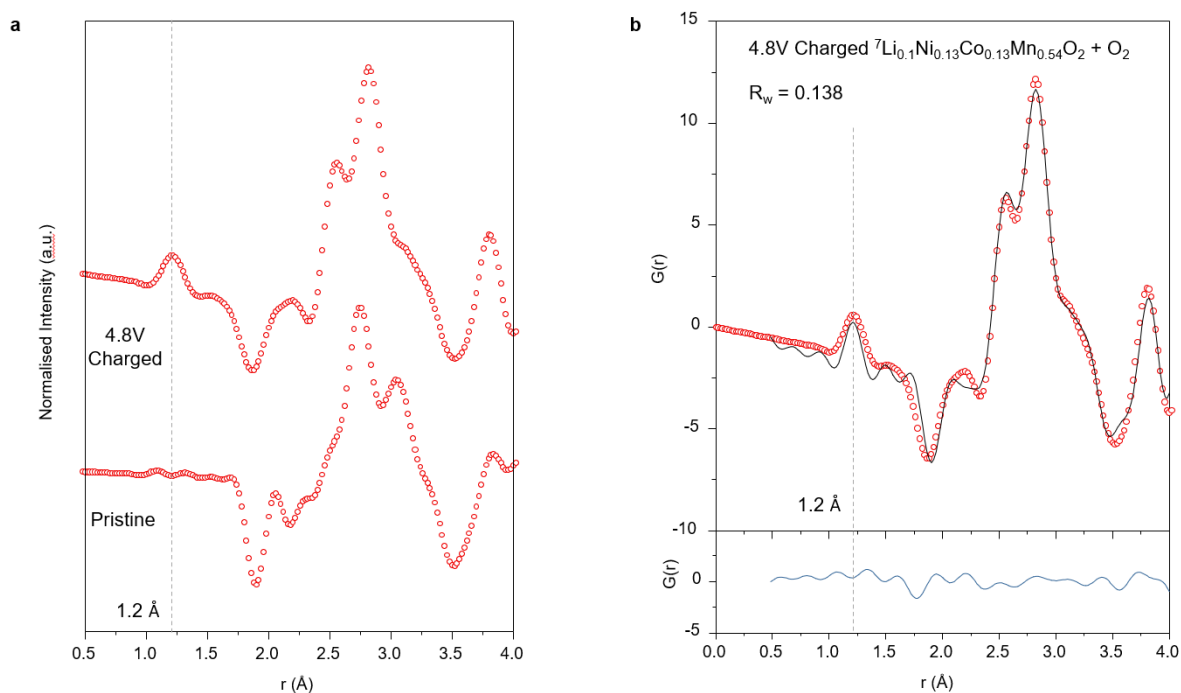 a
Normalised Intensity (a.u.)
4.8V
Charged
Pristine
1.2 Å
0.5 1.0 1.5 2.0 2.5 3.0 3.5 4.0
r (Å)
b
15
10
5
0
-5
-10
G(r)
4.8V Charged ⁷Li₀.₁Ni₀.₁₃Co₀.₁₃Mn₀.₅₄O₂ + O₂
R_w = 0.138
1.2 Å
0
-5
G(r)
0.0 0.5 1.0 1.5 2.0 2.5 3.0 3.5 4.0
r (Å)